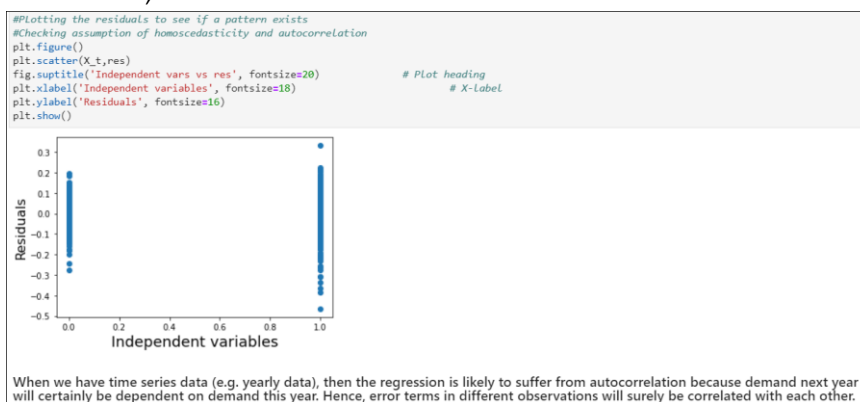 #Plotting the residuals to see if a pattern exists
#Checking assumption of homoscedasticity and autocorrelation
plt.figure()
plt.scatter(X_t,res)
fig.suptitle('Independent vars vs res', fontsize=20) # Plot heading
plt.xlabel('Independent variables', fontsize=18) # X-label
plt.ylabel('Residuals', fontsize=16)
plt.show()
0.3
0.2
0.1
0.0
−0.1
−0.2
−0.3
−0.4
−0.5
Residuals
0.0 0.2 0.4 0.6 0.8 1.0
Independent variables
When we have time series data (e.g. yearly data), then the regression is likely to suffer from autocorrelation because demand next year
will certainly be dependent on demand this year. Hence, error terms in different observations will surely be correlated with each other.